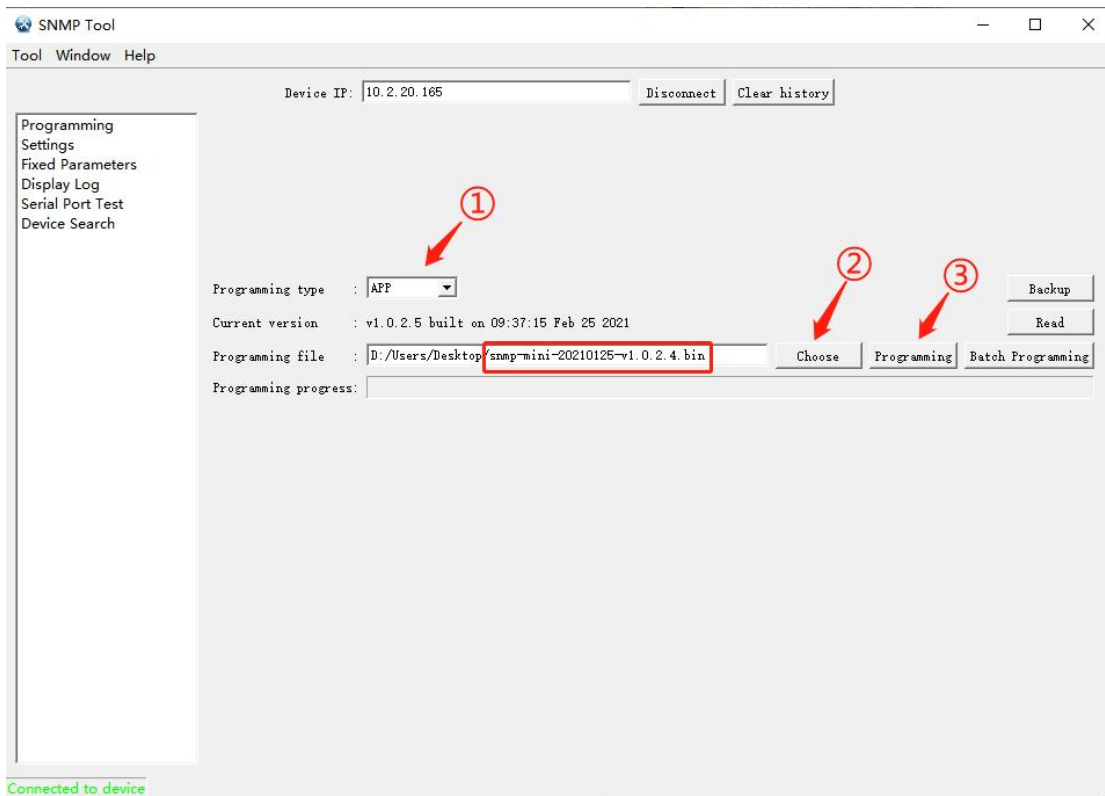 SNMP Tool
Tool Window Help
Device IP: 10.2.20.165 Disconnect Clear history
Programming
Settings
Fixed Parameters
Display Log
Serial Port Test
Device Search
①
②
③
Programming type : APP Backup
Current version : v1.0.2.5 built on 09:37:15 Feb 25 2021 Read
Programming file : D:/Users/Desktop/snmp-mini-20210125-v1.0.2.4.bin Choose Programming Batch Programming
Programming progress:
Connected to device